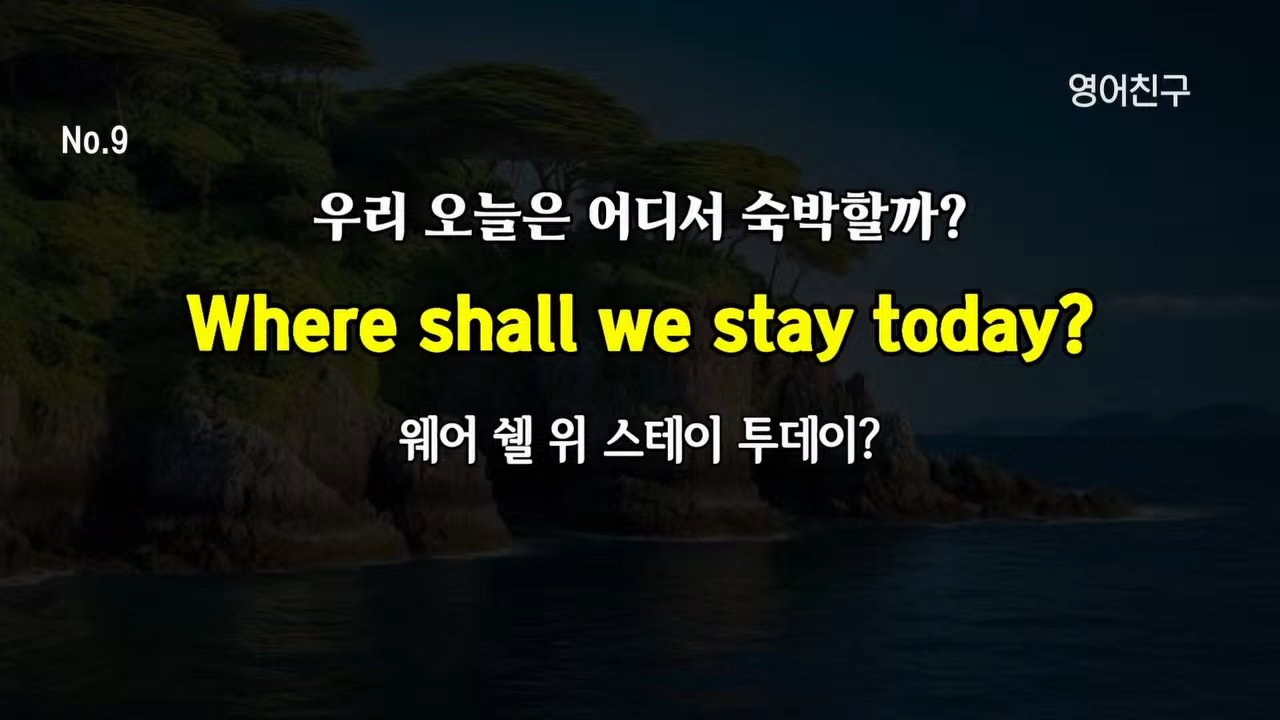 영어친구
No.9
우리 오늘은 어디서 숙박할까?
Where shall we stay today?
웨어 쉘 위 스테이 투데이?